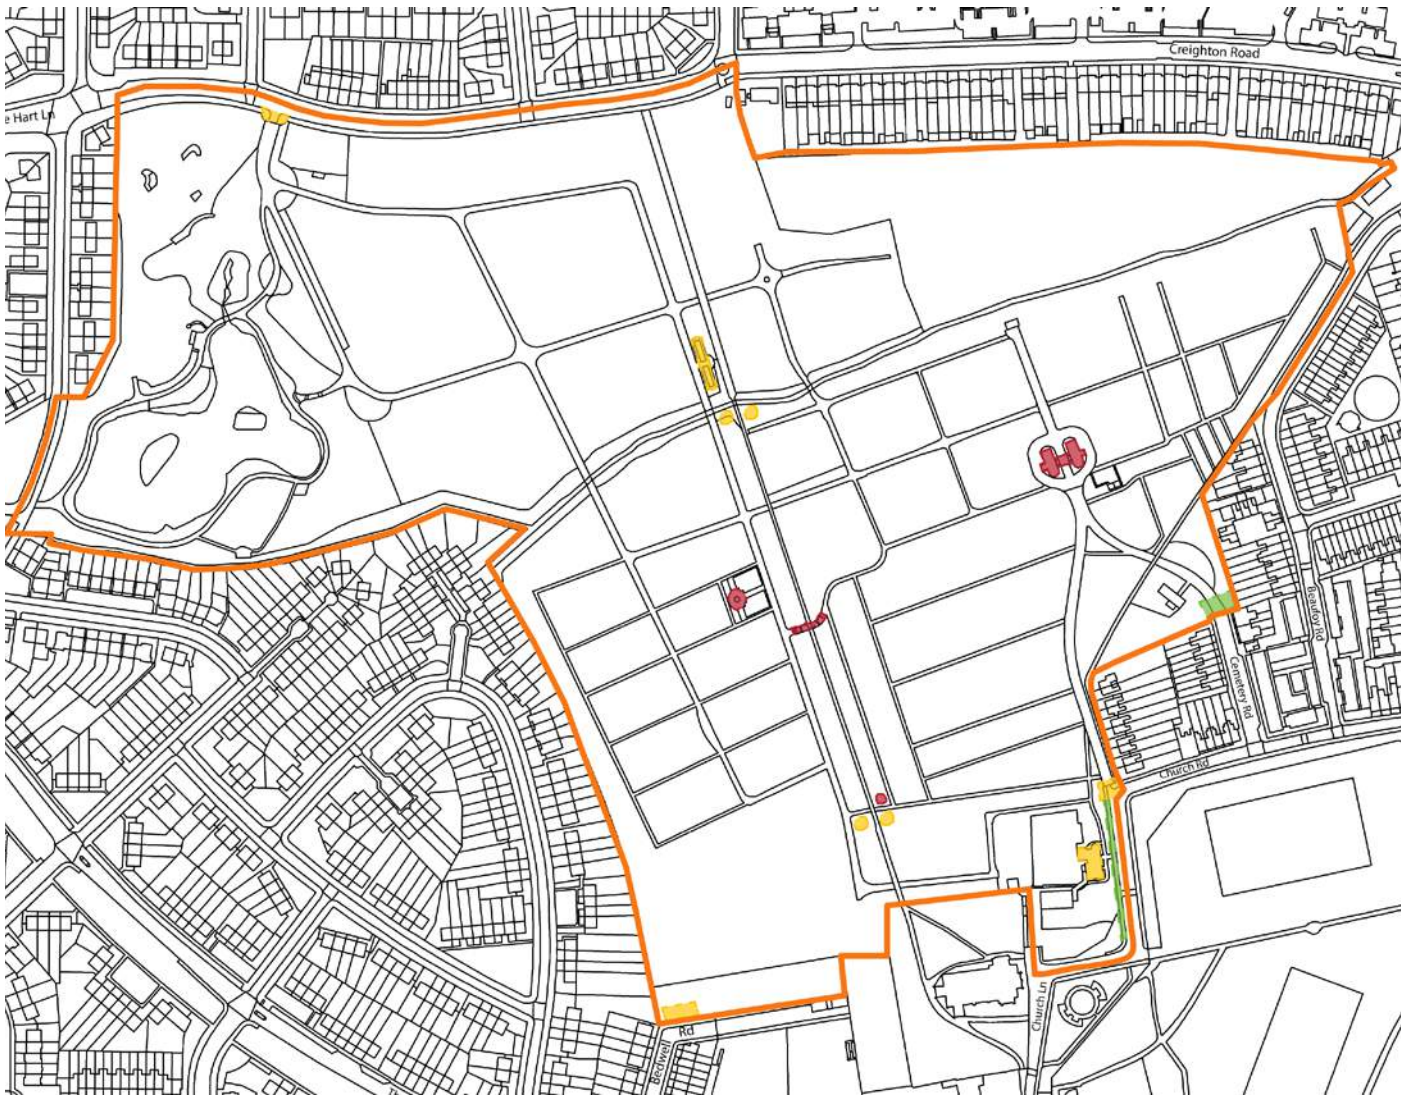 Creighton Road
e Hart Ln
Beaufoy Rd
Cemetery Rd
Church Rd
Church Ln
Rd
Bedwell